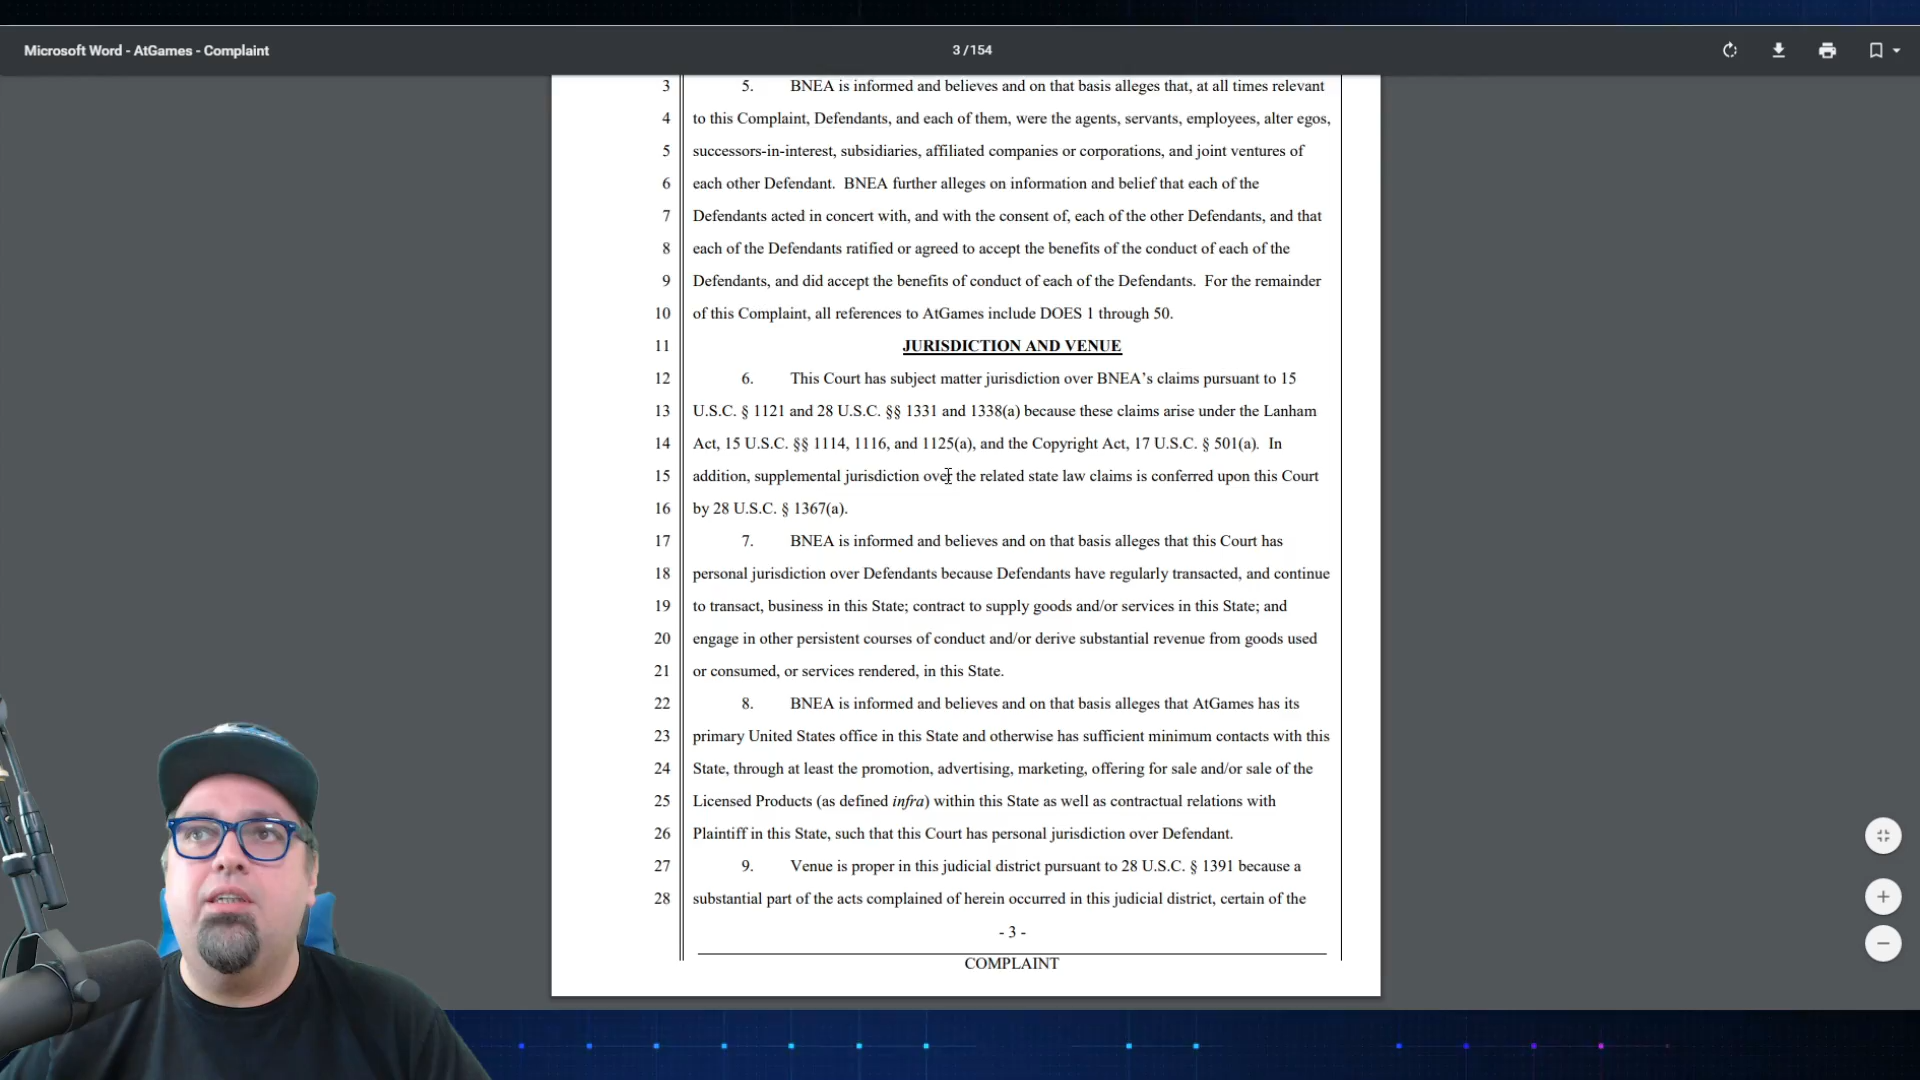 Microsoft Word - AtGames - Complaint
3 / 154
3 5. BNEA is informed and believes and on that basis alleges that, at all times relevant
4 to this Complaint, Defendants, and each of them, were the agents, servants, employees, alter egos,
5 successors-in-interest, subsidiaries, affiliated companies or corporations, and joint ventures of
6 each other Defendant.  BNEA further alleges on information and belief that each of the
7 Defendants acted in concert with, and with the consent of, each of the other Defendants, and that
8 each of the Defendants ratified or agreed to accept the benefits of the conduct of each of the
9 Defendants, and did accept the benefits of conduct of each of the Defendants.  For the remainder
10 of this Complaint, all references to AtGames include DOES 1 through 50.
11 JURISDICTION AND VENUE
12 6. This Court has subject matter jurisdiction over BNEA's claims pursuant to 15
13 U.S.C. § 1121 and 28 U.S.C. §§ 1331 and 1338(a) because these claims arise under the Lanham
14 Act, 15 U.S.C. §§ 1114, 1116, and 1125(a), and the Copyright Act, 17 U.S.C. § 501(a).  In
15 addition, supplemental jurisdiction over the related state law claims is conferred upon this Court
16 by 28 U.S.C. § 1367(a).
17 7. BNEA is informed and believes and on that basis alleges that this Court has
18 personal jurisdiction over Defendants because Defendants have regularly transacted, and continue
19 to transact, business in this State; contract to supply goods and/or services in this State; and
20 engage in other persistent courses of conduct and/or derive substantial revenue from goods used
21 or consumed, or services rendered, in this State.
22 8. BNEA is informed and believes and on that basis alleges that AtGames has its
23 primary United States office in this State and otherwise has sufficient minimum contacts with this
24 State, through at least the promotion, advertising, marketing, offering for sale and/or sale of the
25 Licensed Products (as defined infra) within this State as well as contractual relations with
26 Plaintiff in this State, such that this Court has personal jurisdiction over Defendant.
27 9. Venue is proper in this judicial district pursuant to 28 U.S.C. § 1391 because a
28 substantial part of the acts complained of herein occurred in this judicial district, certain of the
- 3 -
COMPLAINT